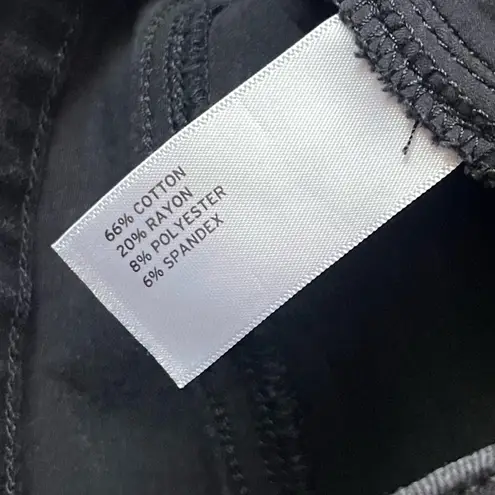 66% COTTON
20% RAYON
8% POLYESTER
6% SPANDEX